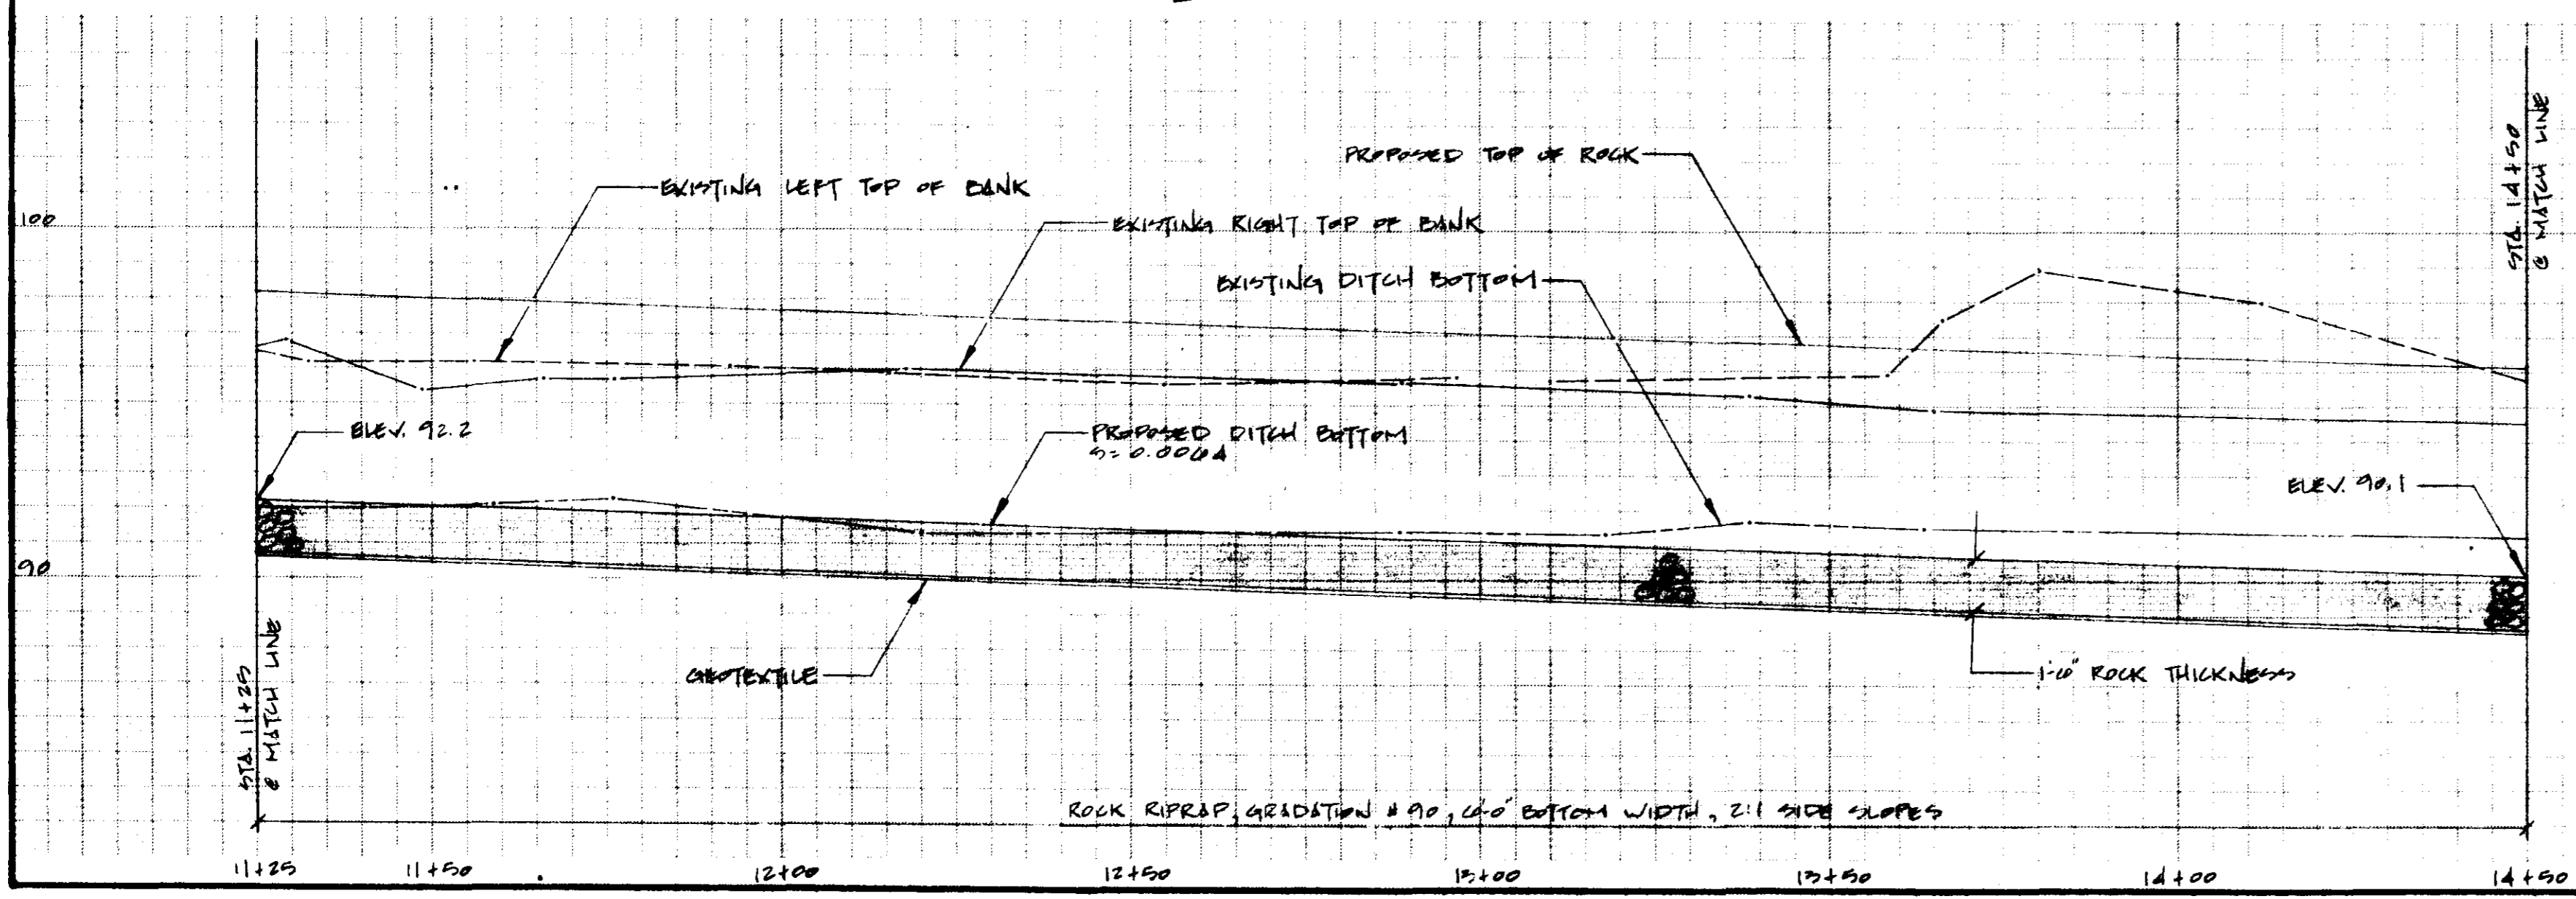 PROPOSED TOP OF ROCK
EXISTING LEFT TOP OF BANK
100
EXISTING RIGHT TOP OF BANK
EXISTING DITCH BOTTOM
STA. 14+50
@ MATCH LINE
ELEV. 92.2
PROPOSED DITCH BOTTOM
S= 0.0064
ELEV. 90.1
90
GEOTEXTILE
1'-6" ROCK THICKNESS
STA. 11+25
@ MATCH LINE
ROCK RIPRAP, GRADATION # 90, 6'-0" BOTTOM WIDTH, 2:1 SIDE SLOPES
11+25 11+50 12+00 12+50 13+00 13+50 14+00 14+50